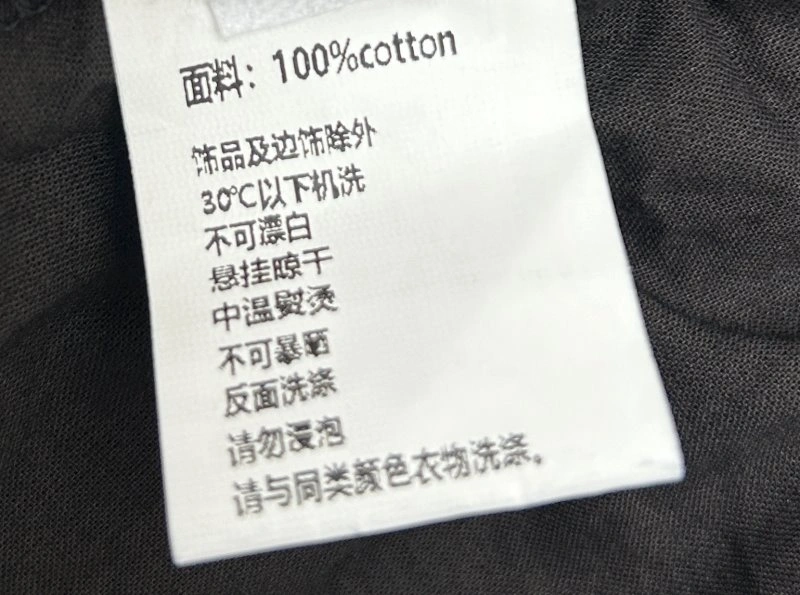 面料：100%cotton
饰品及边饰除外
30℃以下机洗
不可漂白
悬挂晾干
中温熨烫
不可暴晒
反面洗涤
请勿浸泡
请与同类颜色衣物洗涤。